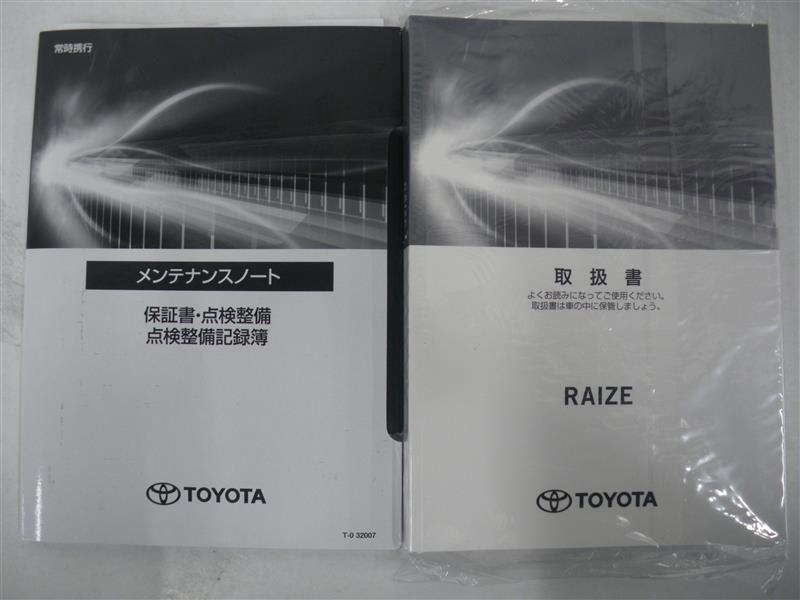 常時携行
メンテナンスノート
保証書・点検整備
点検整備記録簿
TOYOTA
T-0 32007
取扱書
よくお読みになってご使用ください。
取扱書は車の中に保管しましょう。
RAIZE
TOYOTA